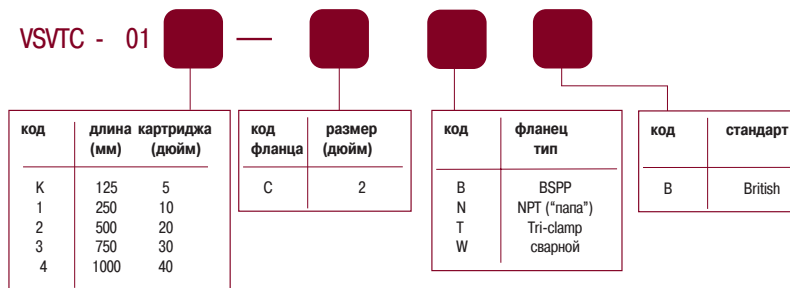 VSVTC - 01 —
код длина картриджа
(мм) (дюйм)
K 125 5
1 250 10
2 500 20
3 750 30
4 1000 40
код размер
фланца (дюйм)
C 2
код фланец
тип
B BSPP
N NPT (“папа”)
T Tri-clamp
W сварной
код стандарт
B British